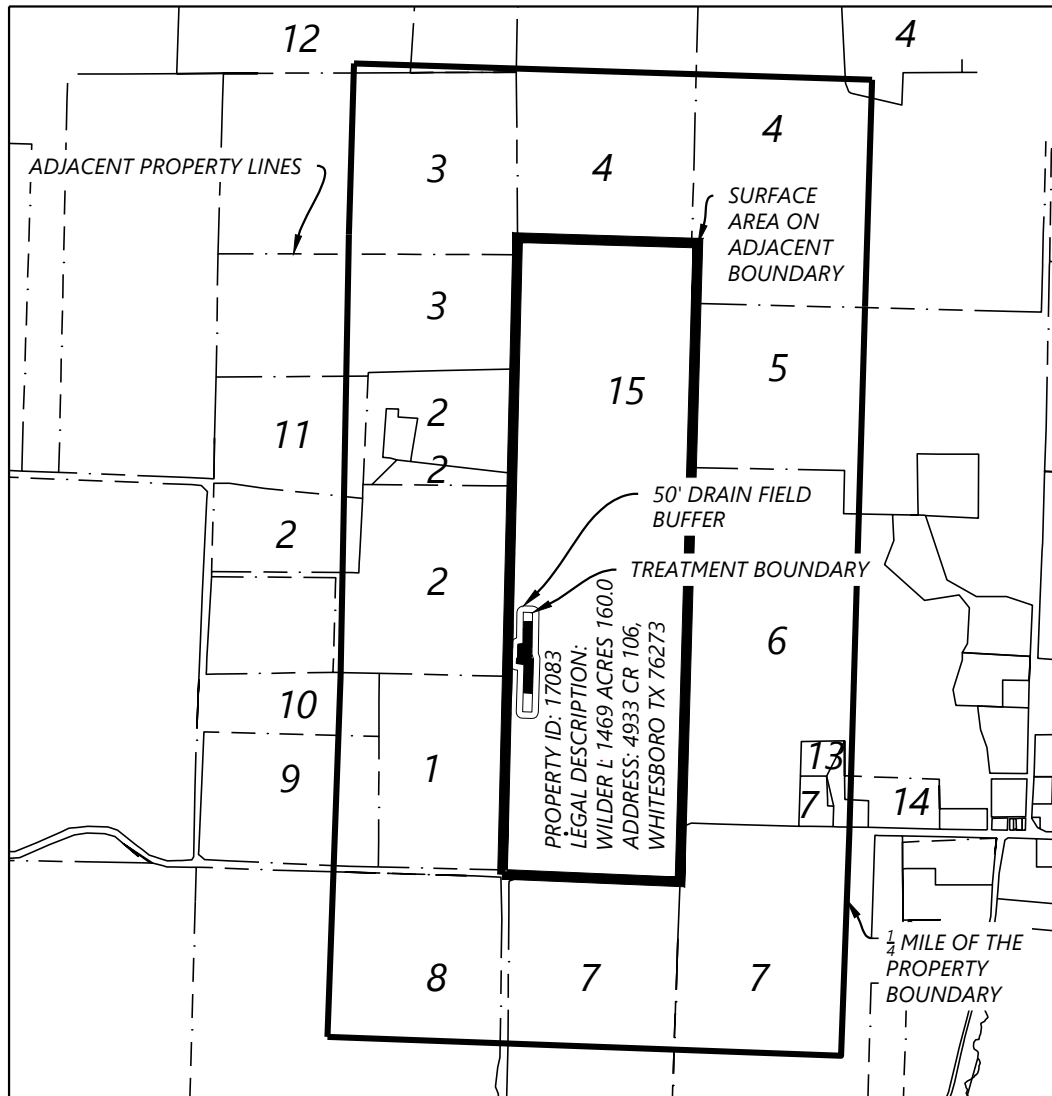 12
4
4
3
4
ADJACENT PROPERTY LINES
SURFACE
AREA ON
ADJACENT
BOUNDARY
3
5
15
2
11
2
50' DRAIN FIELD
BUFFER
2
TREATMENT BOUNDARY
2
6
PROPERTY ID: 17083
LEGAL DESCRIPTION:
WILDER L 1469 ACRES 160.0
ADDRESS: 4933 CR 106,
WHITESBORO TX 76273
10
1
9
13
7
14
1/4 MILE OF THE
PROPERTY
BOUNDARY
8
7
7